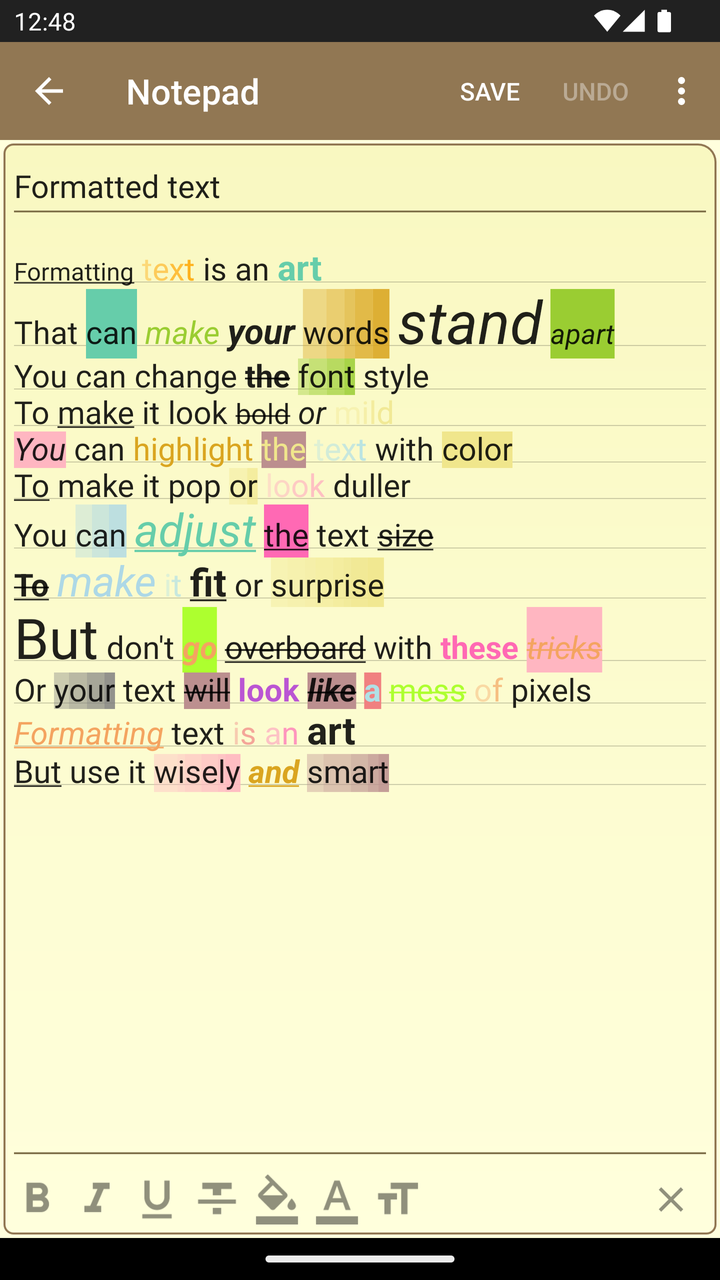 12:48
Notepad SAVE UNDO
Formatted text
Formatting text is an art
That can make your words stand apart
You can change the font style
To make it look bold or mild
You can highlight the text with color
To make it pop or look duller
You can adjust the text size
To make it fit or surprise
But don't go overboard with these tricks
Or your text will look like a mess of pixels
Formatting text is an art
But use it wisely and smart
B I U T A TT